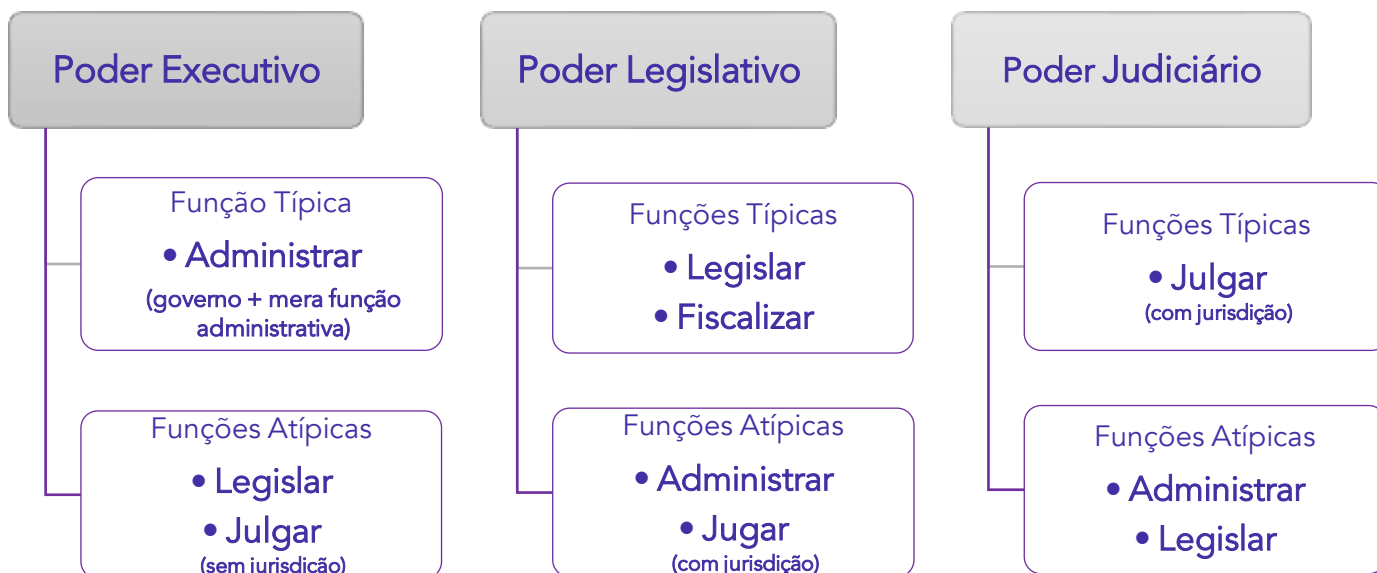 Poder Executivo
Função Típica
• Administrar
(governo + mera função
administrativa)
Funções Atípicas
• Legislar
• Julgar
(sem jurisdição)
Poder Legislativo
Funções Típicas
• Legislar
• Fiscalizar
Funções Atípicas
• Administrar
• Jugar
(com jurisdição)
Poder Judiciário
Funções Típicas
• Julgar
(com jurisdição)
Funções Atípicas
• Administrar
• Legislar